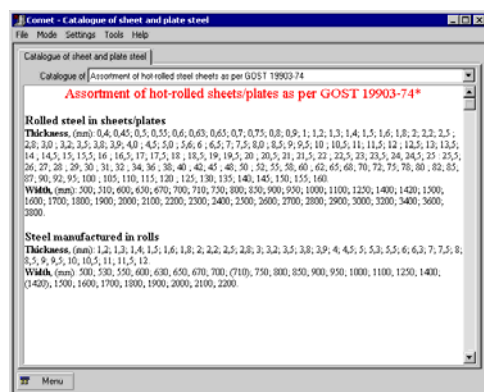 Comet - Catalogue of sheet and plate steel
File Mode Settings Tools Help
Catalogue of sheet and plate steel
Catalogue of Assortment of hot-rolled steel sheets as per GOST 19903-74
Assortment of hot-rolled sheets/plates as per GOST 19903-74*
Rolled steel in sheets/plates
Thickness, (mm): 0,4; 0,45; 0,5; 0,55; 0,6; 0,63; 0,65; 0,7; 0,75; 0,8; 0,9; 1; 1,2; 1,3; 1,4; 1,5; 1,6; 1,8; 2; 2,2; 2,5 ;
2,8; 3,0 ; 3,2; 3,5; 3,8; 3,9; 4,0 ; 4,5; 5,0 ; 5,6 ; 6 ; 6,5; 7; 7,5; 8,0 ; 8,5; 9; 9,5; 10 ; 10,5; 11; 11,5; 12 ; 12,5; 13; 13,5;
14 ; 14,5; 15; 15,5; 16 ; 16,5; 17; 17,5; 18 ; 18,5; 19; 19,5; 20 ; 20,5; 21; 21,5; 22 ; 22,5; 23; 23,5; 24; 24,5; 25 ; 25,5;
26; 27; 28 ; 29; 30 ; 31 ; 32 ; 34 ; 36 ; 38; 40 ; 42 ; 45 ; 48; 50 ; 52; 55; 58; 60 ; 62; 65; 68; 70; 72; 75; 78; 80 ; 82; 85;
87; 90; 92; 95; 100 ; 105; 110; 115; 120 ; 125; 130; 135; 140; 145; 150; 155; 160.
Width, (mm): 500; 510; 600; 650; 670; 700; 710; 750; 800; 850; 900; 950; 1000; 1100; 1250; 1400; 1420; 1500;
1600; 1700; 1800; 1900; 2000; 2100; 2200; 2300; 2400; 2500; 2600; 2700; 2800; 2900; 3000; 3200; 3400; 3600;
3800.
Steel manufactured in rolls
Thickness, (mm): 1,2; 1,3; 1,4; 1,5; 1,6; 1,8; 2; 2,2; 2,5; 2,8; 3; 3,2; 3,5; 3,8; 3,9; 4; 4,5; 5; 5,3; 5,5; 6; 6,3; 7; 7,5; 8;
8,5; 9; 9,5; 10; 10,5; 11; 11,5; 12.
Width, (mm): 500; 530; 550; 600; 630; 650; 670; 700; (710); 750; 800; 850; 900; 950; 1000; 1100; 1250; 1400;
(1420); 1500; 1600; 1700; 1800; 1900; 2000; 2100; 2200.
Menu